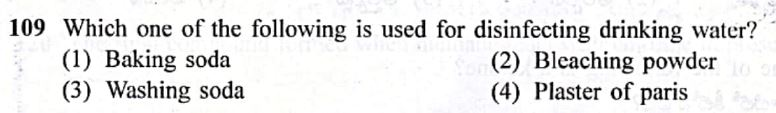 109 Which one of the following is used for disinfecting drinking water?
(1) Baking soda (2) Bleaching powder
(3) Washing soda (4) Plaster of paris